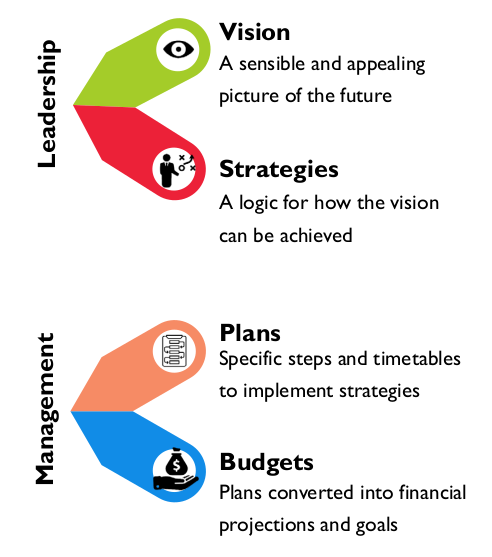 Leadership
Vision
A sensible and appealing
picture of the future
Strategies
A logic for how the vision
can be achieved
Management
Plans
Specific steps and timetables
to implement strategies
$
Budgets
Plans converted into financial
projections and goals